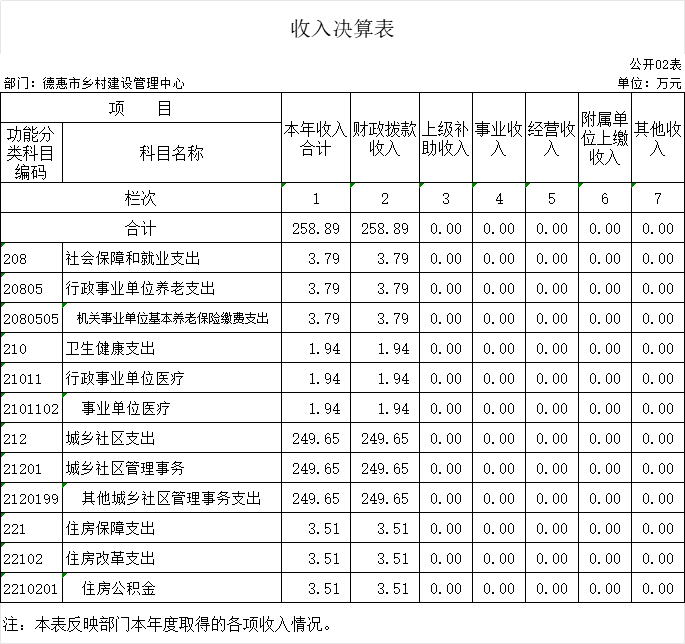 收入决算表
公开02表
部门：德惠市乡村建设管理中心 单位：万元
项 目 本年收入合计 财政拨款收入 上级补助收入 事业收入 经营收入 附属单位上缴收入 其他收入
功能分类科目编码 科目名称
栏次 1 2 3 4 5 6 7
合计 258.89 258.89 0.00 0.00 0.00 0.00 0.00
208 社会保障和就业支出 3.79 3.79 0.00 0.00 0.00 0.00 0.00
20805 行政事业单位养老支出 3.79 3.79 0.00 0.00 0.00 0.00 0.00
2080505 机关事业单位基本养老保险缴费支出 3.79 3.79 0.00 0.00 0.00 0.00 0.00
210 卫生健康支出 1.94 1.94 0.00 0.00 0.00 0.00 0.00
21011 行政事业单位医疗 1.94 1.94 0.00 0.00 0.00 0.00 0.00
2101102 事业单位医疗 1.94 1.94 0.00 0.00 0.00 0.00 0.00
212 城乡社区支出 249.65 249.65 0.00 0.00 0.00 0.00 0.00
21201 城乡社区管理事务 249.65 249.65 0.00 0.00 0.00 0.00 0.00
2120199 其他城乡社区管理事务支出 249.65 249.65 0.00 0.00 0.00 0.00 0.00
221 住房保障支出 3.51 3.51 0.00 0.00 0.00 0.00 0.00
22102 住房改革支出 3.51 3.51 0.00 0.00 0.00 0.00 0.00
2210201 住房公积金 3.51 3.51 0.00 0.00 0.00 0.00 0.00
注：本表反映部门本年度取得的各项收入情况。